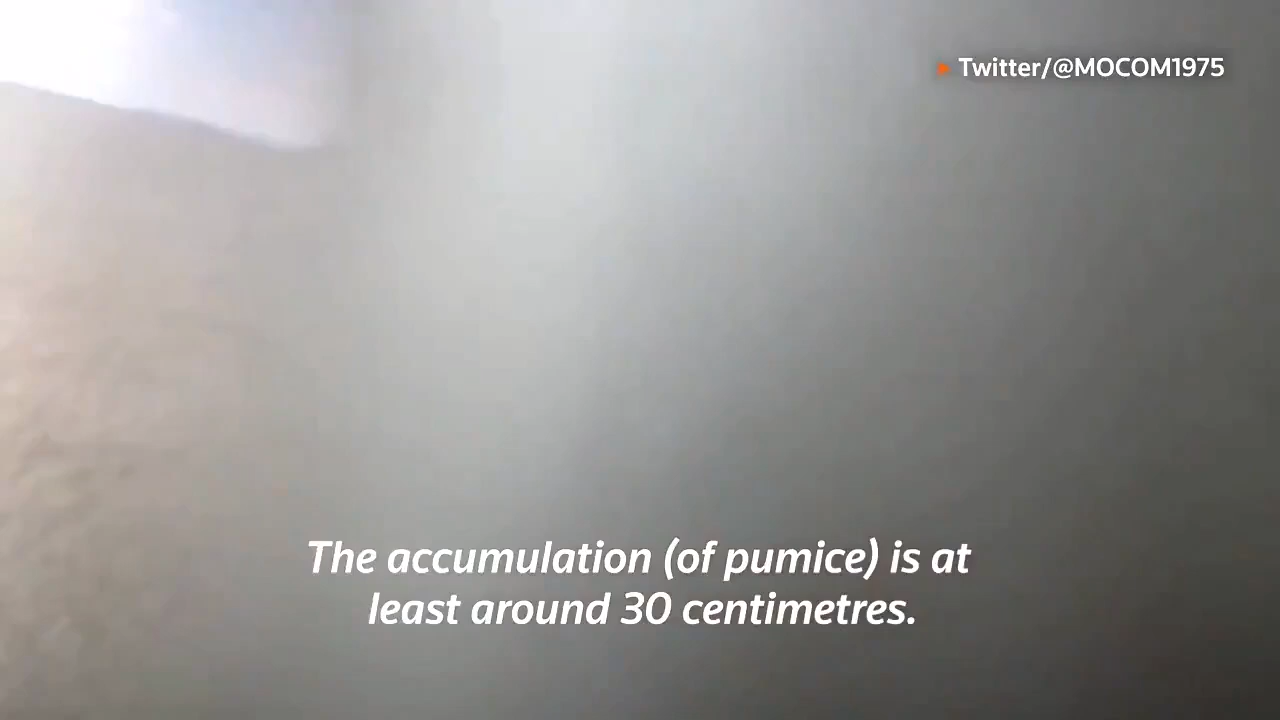 Twitter/@MOCOM1975
The accumulation (of pumice) is at
least around 30 centimetres.